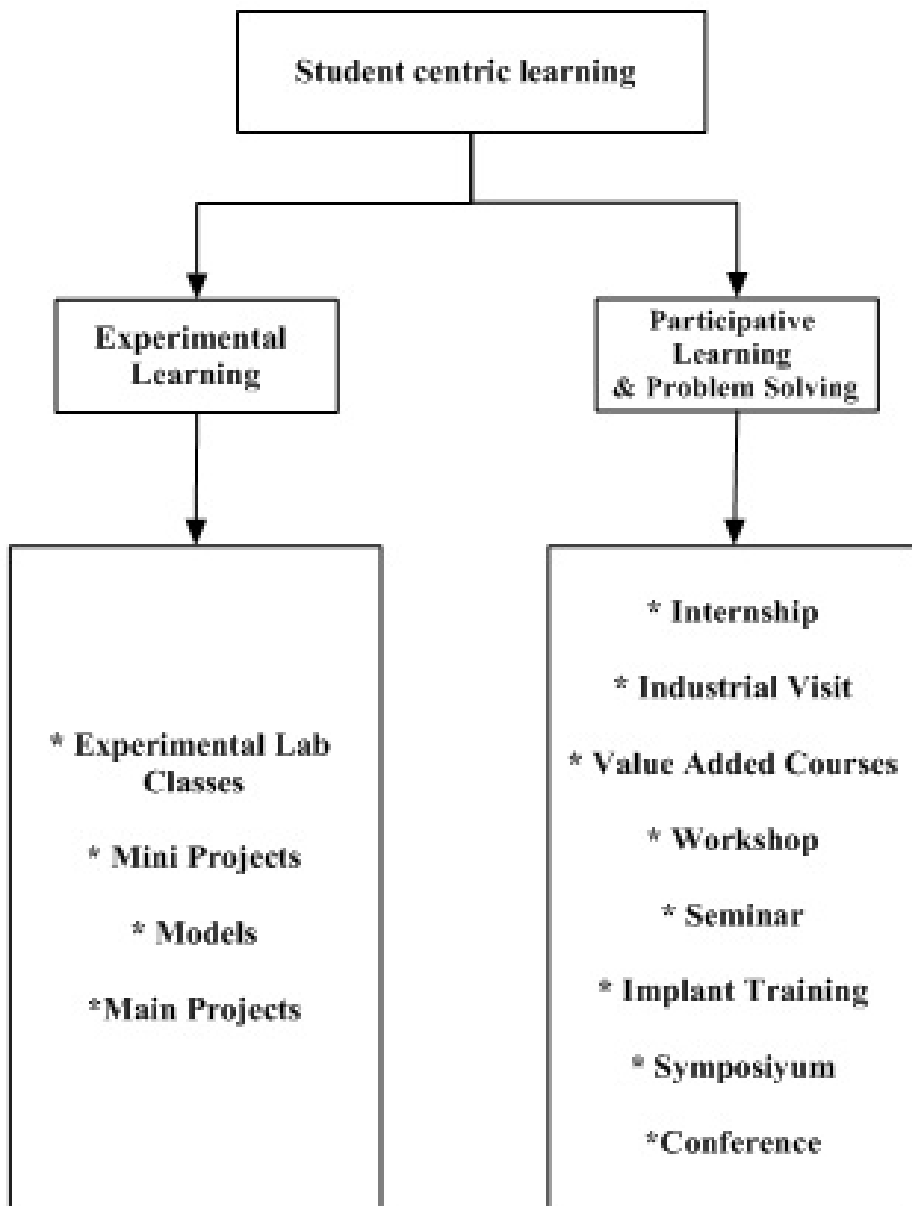 Student centric learning
Experimental
Learning
Participative
Learning
& Problem Solving
* Experimental Lab
Classes
* Mini Projects
* Models
*Main Projects
* Internship
* Industrial Visit
* Value Added Courses
* Workshop
* Seminar
* Implant Training
* Symposiyum
*Conference